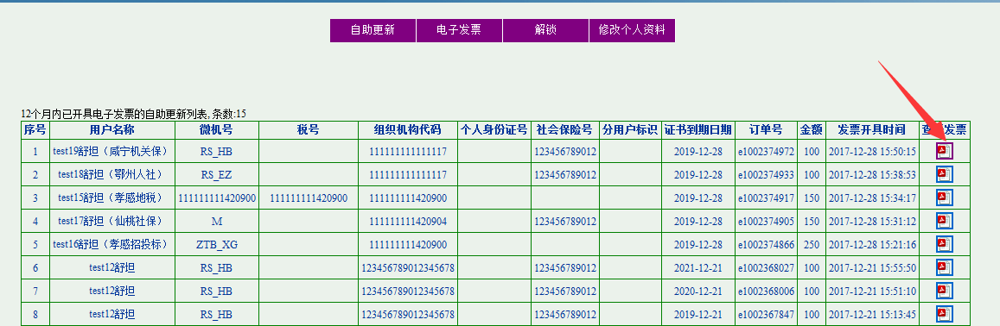 自助更新 电子发票 解锁 修改个人资料
12个月内已开具电子发票的自助更新列表, 条数:15
序号 用户名称 微机号 税号 组织机构代码 个人身份证号 社会保险号 分用户标识 证书到期日期 订单号 金额 发票开具时间 查 发票
1 test19舒坦（咸宁机关保） RS_HB 111111111111117 123456789012 2019-12-28 e1002374972 100 2017-12-28 15:50:15
2 test18舒坦（鄂州人社） RS_EZ 111111111111117 123456789012 2019-12-28 e1002374933 100 2017-12-28 15:38:53
3 test15舒坦（孝感地税） 111111111420900 111111111420900 111111111420900 2019-12-28 e1002374917 150 2017-12-28 15:34:17
4 test17舒坦（仙桃社保） M 111111111420904 123456789012 2019-12-28 e1002374905 150 2017-12-28 15:31:12
5 test16舒坦（孝感招投标） ZTB_XG 111111111420900 2019-12-28 e1002374866 250 2017-12-28 15:21:16
6 test12舒坦 RS_HB 123456789012345678 123456789012 2021-12-21 e1002368027 100 2017-12-21 15:55:50
7 test12舒坦 RS_HB 123456789012345678 123456789012 2020-12-21 e1002368006 100 2017-12-21 15:51:10
8 test12舒坦 RS_HB 123456789012345678 123456789012 2019-12-21 e1002367847 100 2017-12-21 15:13:45